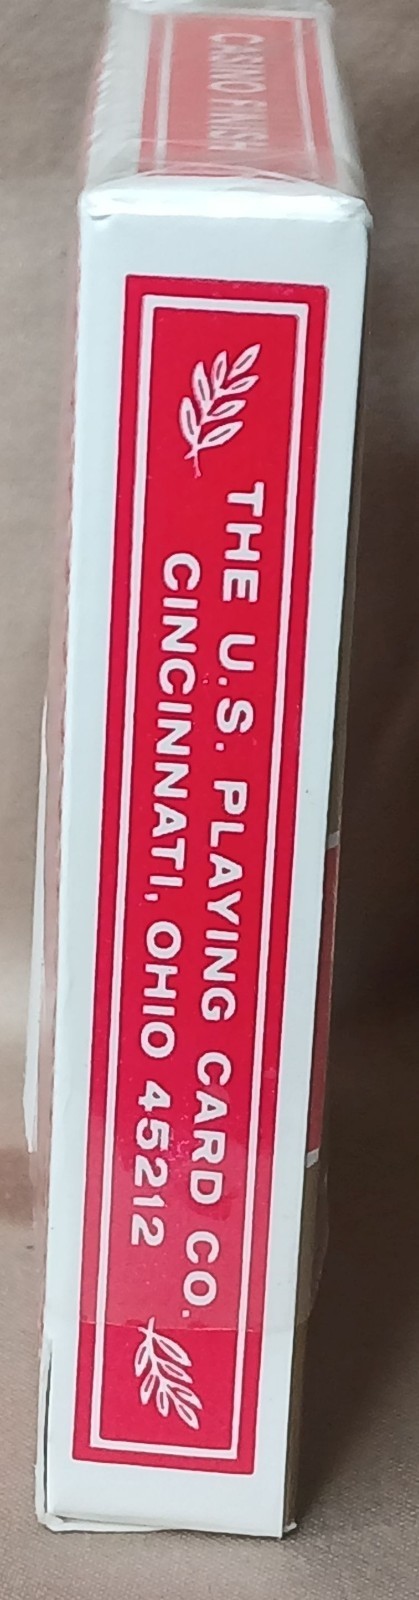 CASINO FINISH
THE U.S. PLAYING CARD CO.
CINCINNATI, OHIO 45212